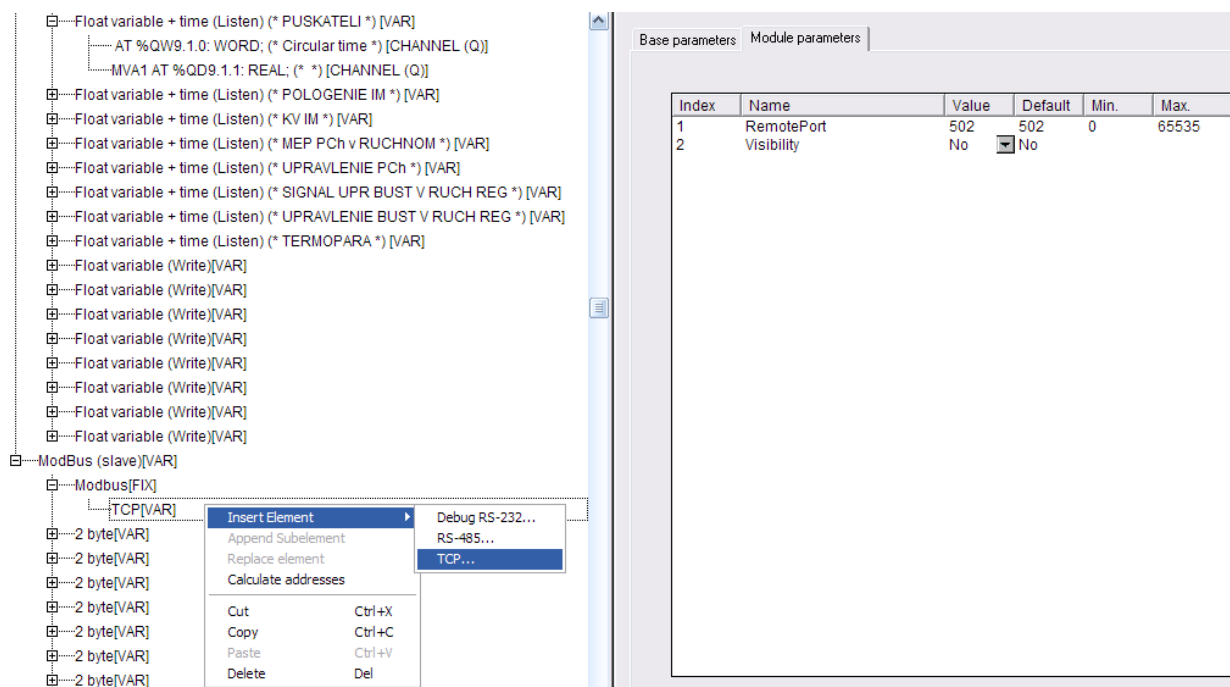 Float variable + time (Listen) (* PUSKATELI *) [VAR]
AT %QW9.1.0: WORD; (* Circular time *) [CHANNEL (Q)]
MVA1 AT %QD9.1.1: REAL; (* *) [CHANNEL (Q)]
Float variable + time (Listen) (* POLOGENIE IM *) [VAR]
Float variable + time (Listen) (* KV IM *) [VAR]
Float variable + time (Listen) (* MEP PCh v RUCHNOM *) [VAR]
Float variable + time (Listen) (* UPRAVLENIE PCh *) [VAR]
Float variable + time (Listen) (* SIGNAL UPR BUST V RUCH REG *) [VAR]
Float variable + time (Listen) (* UPRAVLENIE BUST V RUCH REG *) [VAR]
Float variable + time (Listen) (* TERMOPARA *) [VAR]
Float variable (Write)[VAR]
Float variable (Write)[VAR]
Float variable (Write)[VAR]
Float variable (Write)[VAR]
Float variable (Write)[VAR]
Float variable (Write)[VAR]
Float variable (Write)[VAR]
Float variable (Write)[VAR]
ModBus (slave)[VAR]
Modbus[FIX]
TCP[VAR]
2 byte[VAR]
2 byte[VAR]
2 byte[VAR]
2 byte[VAR]
2 byte[VAR]
2 byte[VAR]
2 byte[VAR]
Insert Element
Append Subelement
Replace element
Calculate addresses
Cut Ctrl+X
Copy Ctrl+C
Paste Ctrl+V
Delete Del
Debug RS-232...
RS-485...
TCP...
Base parameters Module parameters
Index Name Value Default Min. Max.
1 RemotePort 502 502 0 65535
2 Visibility No No